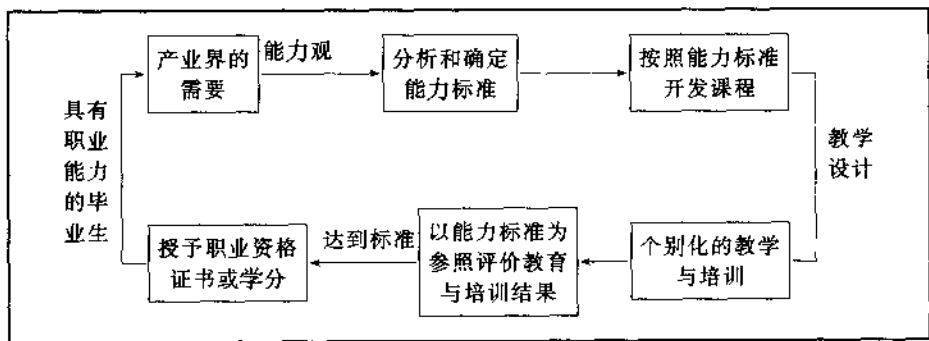 产业界的
需要
能力观
分析和确定
能力标准
按照能力标准
开发课程
教学
设计
个别化的教学
与培训
以能力标准为
参照评价教育
与培训结果
达到标准
授予职业资格
证书或学分
具有
职业
能力
的毕
业生